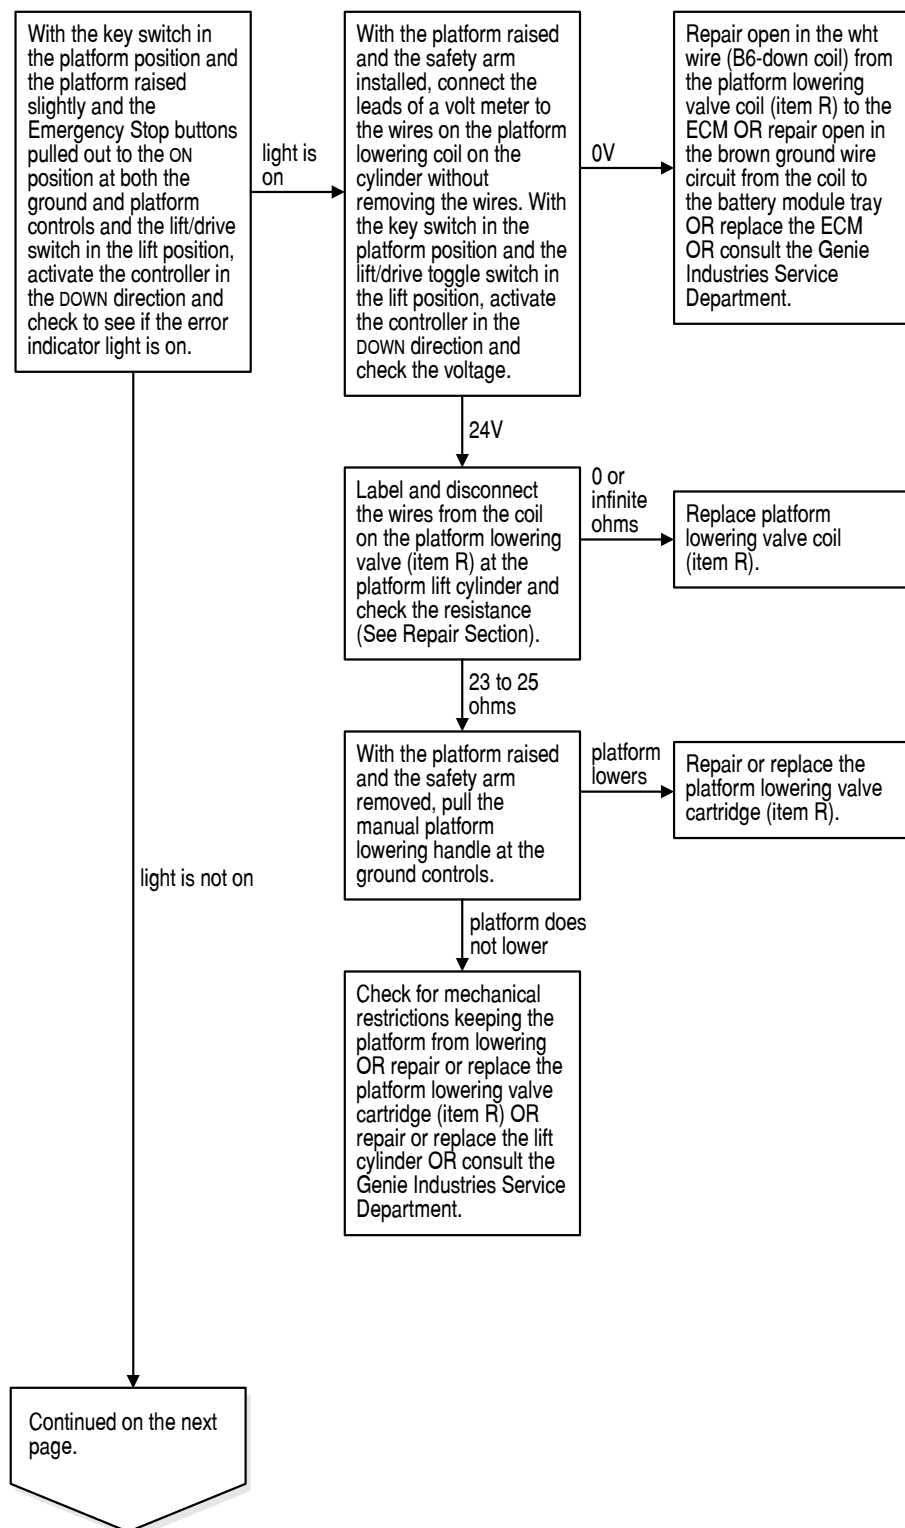 With the key switch in
the platform position and
the platform raised
slightly and the
Emergency Stop buttons
pulled out to the ON
position at both the
ground and platform
controls and the lift/drive
switch in the lift position,
activate the controller in
the DOWN direction and
check to see if the error
indicator light is on.
light is
on
With the platform raised
and the safety arm
installed, connect the
leads of a volt meter to
the wires on the platform
lowering coil on the
cylinder without
removing the wires. With
the key switch in the
platform position and the
lift/drive toggle switch in
the lift position, activate
the controller in the
DOWN direction and
check the voltage.
0V
Repair open in the wht
wire (B6-down coil) from
the platform lowering
valve coil (item R) to the
ECM OR repair open in
the brown ground wire
circuit from the coil to
the battery module tray
OR replace the ECM
OR consult the Genie
Industries Service
Department.
24V
Label and disconnect
the wires from the coil
on the platform lowering
valve (item R) at the
platform lift cylinder and
check the resistance
(See Repair Section).
0 or
infinite
ohms
Replace platform
lowering valve coil
(item R).
23 to 25
ohms
With the platform raised
and the safety arm
removed, pull the
manual platform
lowering handle at the
ground controls.
platform
lowers
Repair or replace the
platform lowering valve
cartridge (item R).
light is not on
platform does
not lower
Check for mechanical
restrictions keeping the
platform from lowering
OR repair or replace the
platform lowering valve
cartridge (item R) OR
repair or replace the lift
cylinder OR consult the
Genie Industries Service
Department.
Continued on the next
page.